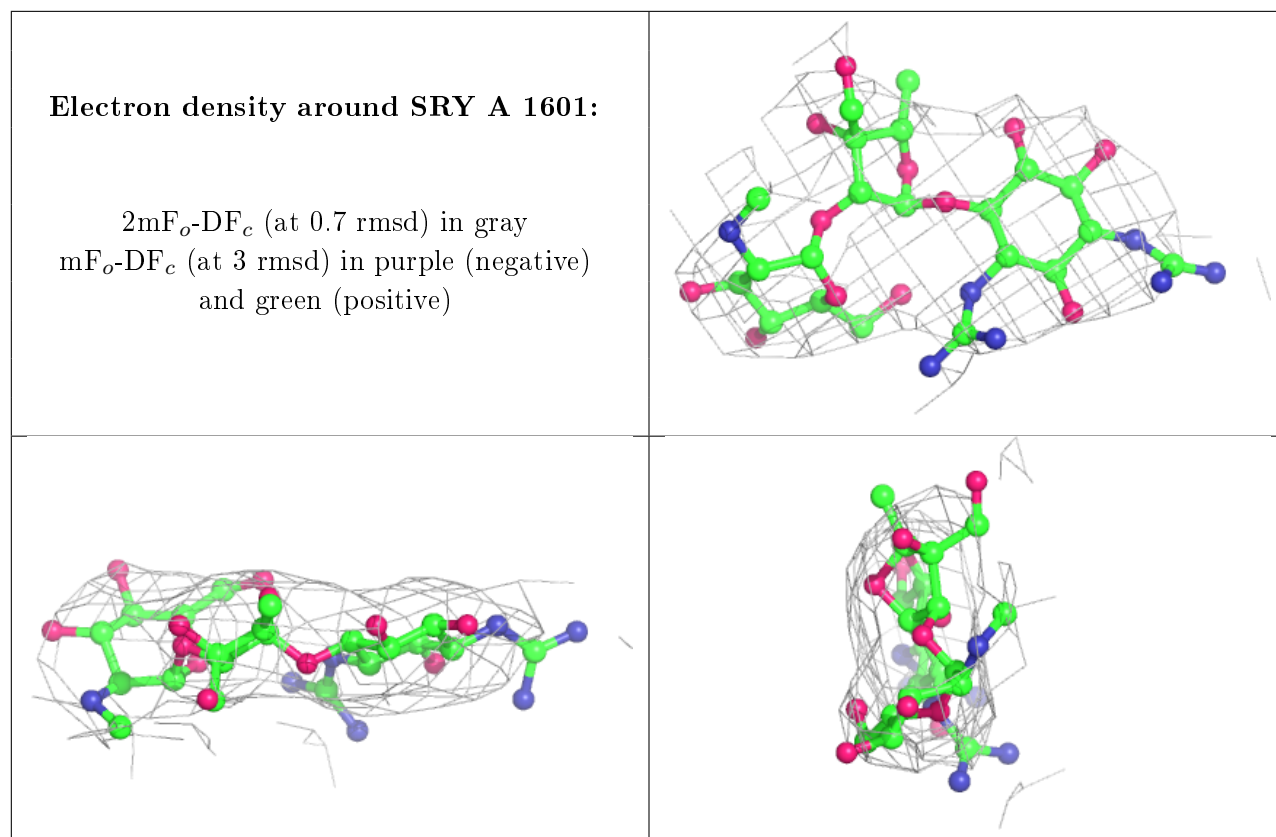 Electron density around SRY A 1601:
2mFo-DFc (at 0.7 rmsd) in gray
mFo-DFc (at 3 rmsd) in purple (negative)
and green (positive)